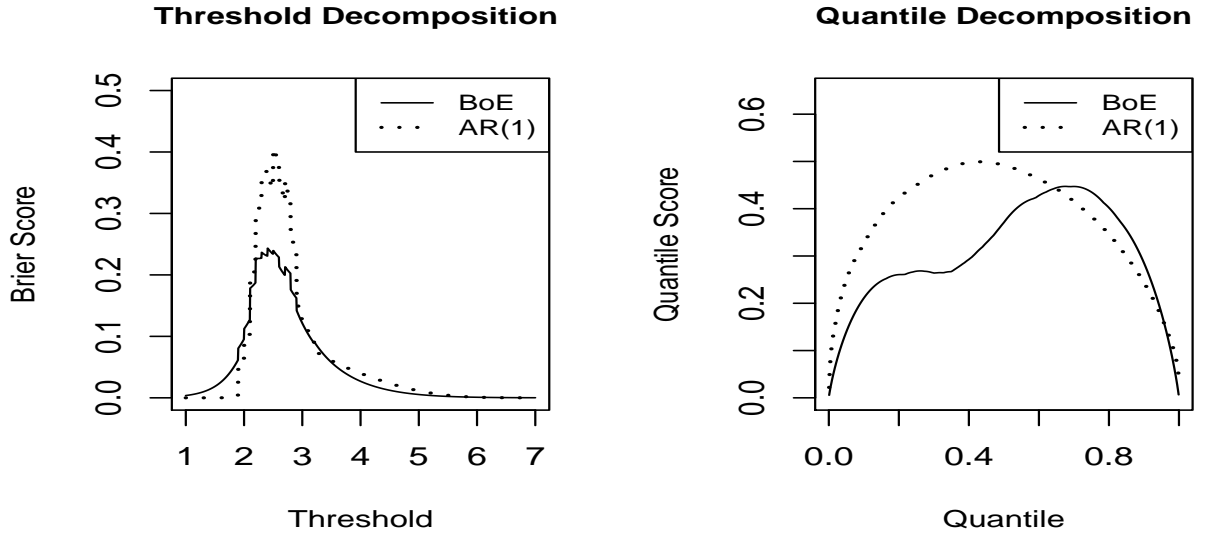 Threshold Decomposition
Brier Score
0.5
0.4
0.3
0.2
0.1
0.0
BoE
AR(1)
1 2 3 4 5 6 7
Threshold
Quantile Decomposition
Quantile Score
0.6
0.4
0.2
0.0
BoE
AR(1)
0.0 0.4 0.8
Quantile